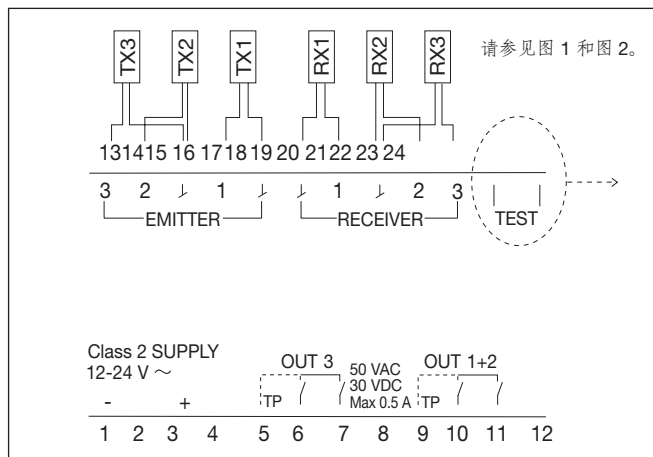 TX3 TX2 TX1 RX1 RX2 RX3
请参见图 1 和图 2。
13 14 15 16 17 18 19 20 21 22 23 24
3 2 1 1 2 3
EMITTER RECEIVER TEST
Class 2 SUPPLY
12-24 V ～
- +
OUT 3
TP
50 VAC
30 VDC
Max 0.5 A
OUT 1+2
TP
1 2 3 4 5 6 7 8 9 10 11 12